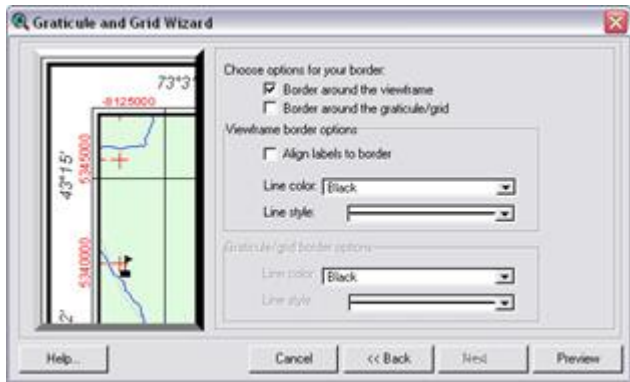 Graticule and Grid Wizard
73°3
-8125000
5345000
43°15'
5340000
2'
Choose options for your border:
Border around the viewframe
Border around the graticule/grid
Viewframe border options
Align labels to border
Line color: Black
Line style:
Graticule/grid border options
Line color: Black
Line style:
Help... Cancel << Back Next Preview